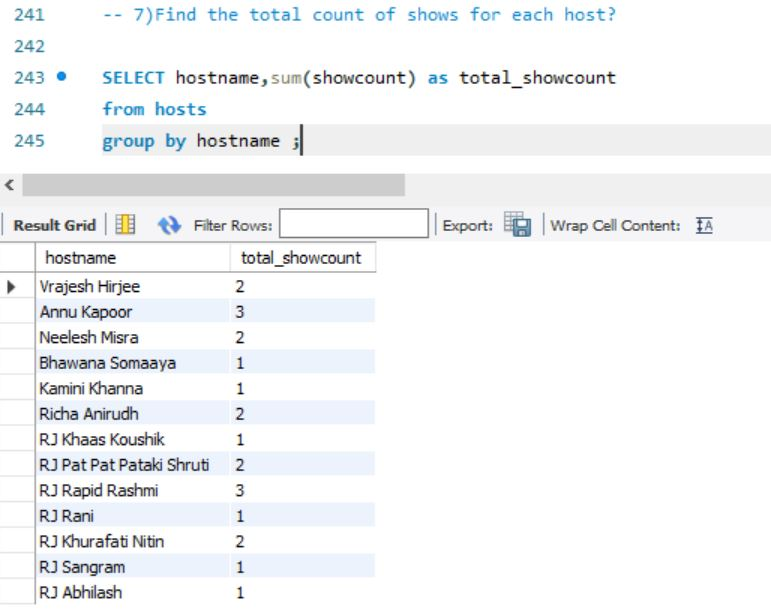 241 -- 7)Find the total count of shows for each host?
242
243 SELECT hostname,sum(showcount) as total_showcount
244 from hosts
245 group by hostname ;
Result Grid Filter Rows: Export: Wrap Cell Content:
hostname total_showcount
Vrajesh Hirjee 2
Annu Kapoor 3
Neelesh Misra 2
Bhawana Somaaya 1
Kamini Khanna 1
Richa Anirudh 2
RJ Khaas Koushik 1
RJ Pat Pat Pataki Shruti 2
RJ Rapid Rashmi 3
RJ Rani 1
RJ Khurafati Nitin 2
RJ Sangram 1
RJ Abhilash 1